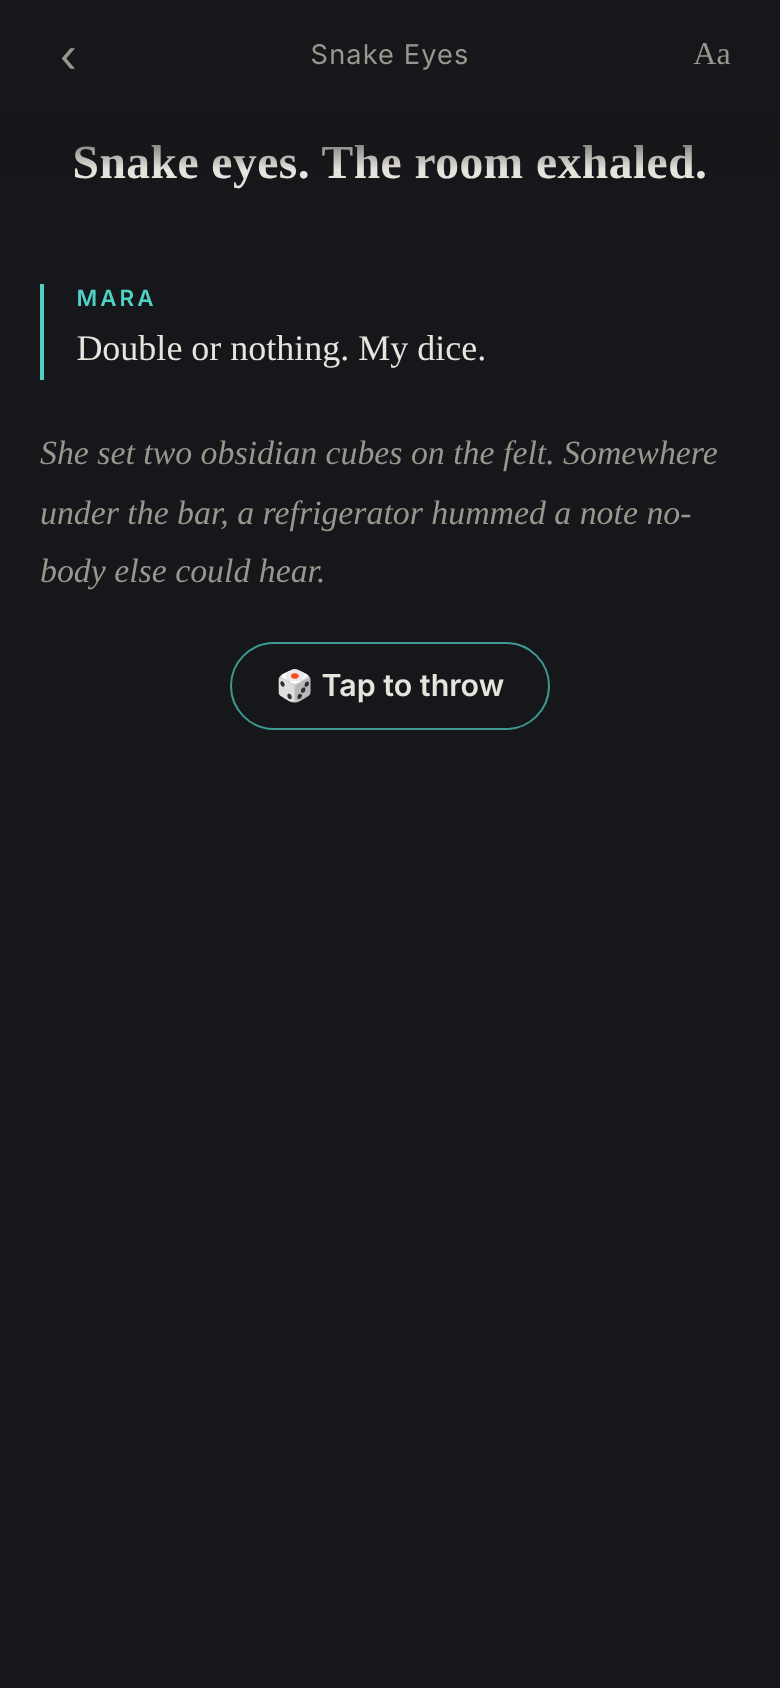 ‹ Snake Eyes Aa
Snake eyes. The room exhaled.
MARA
Double or nothing. My dice.
She set two obsidian cubes on the felt. Somewhere
under the bar, a refrigerator hummed a note no-
body else could hear.
🎲 Tap to throw